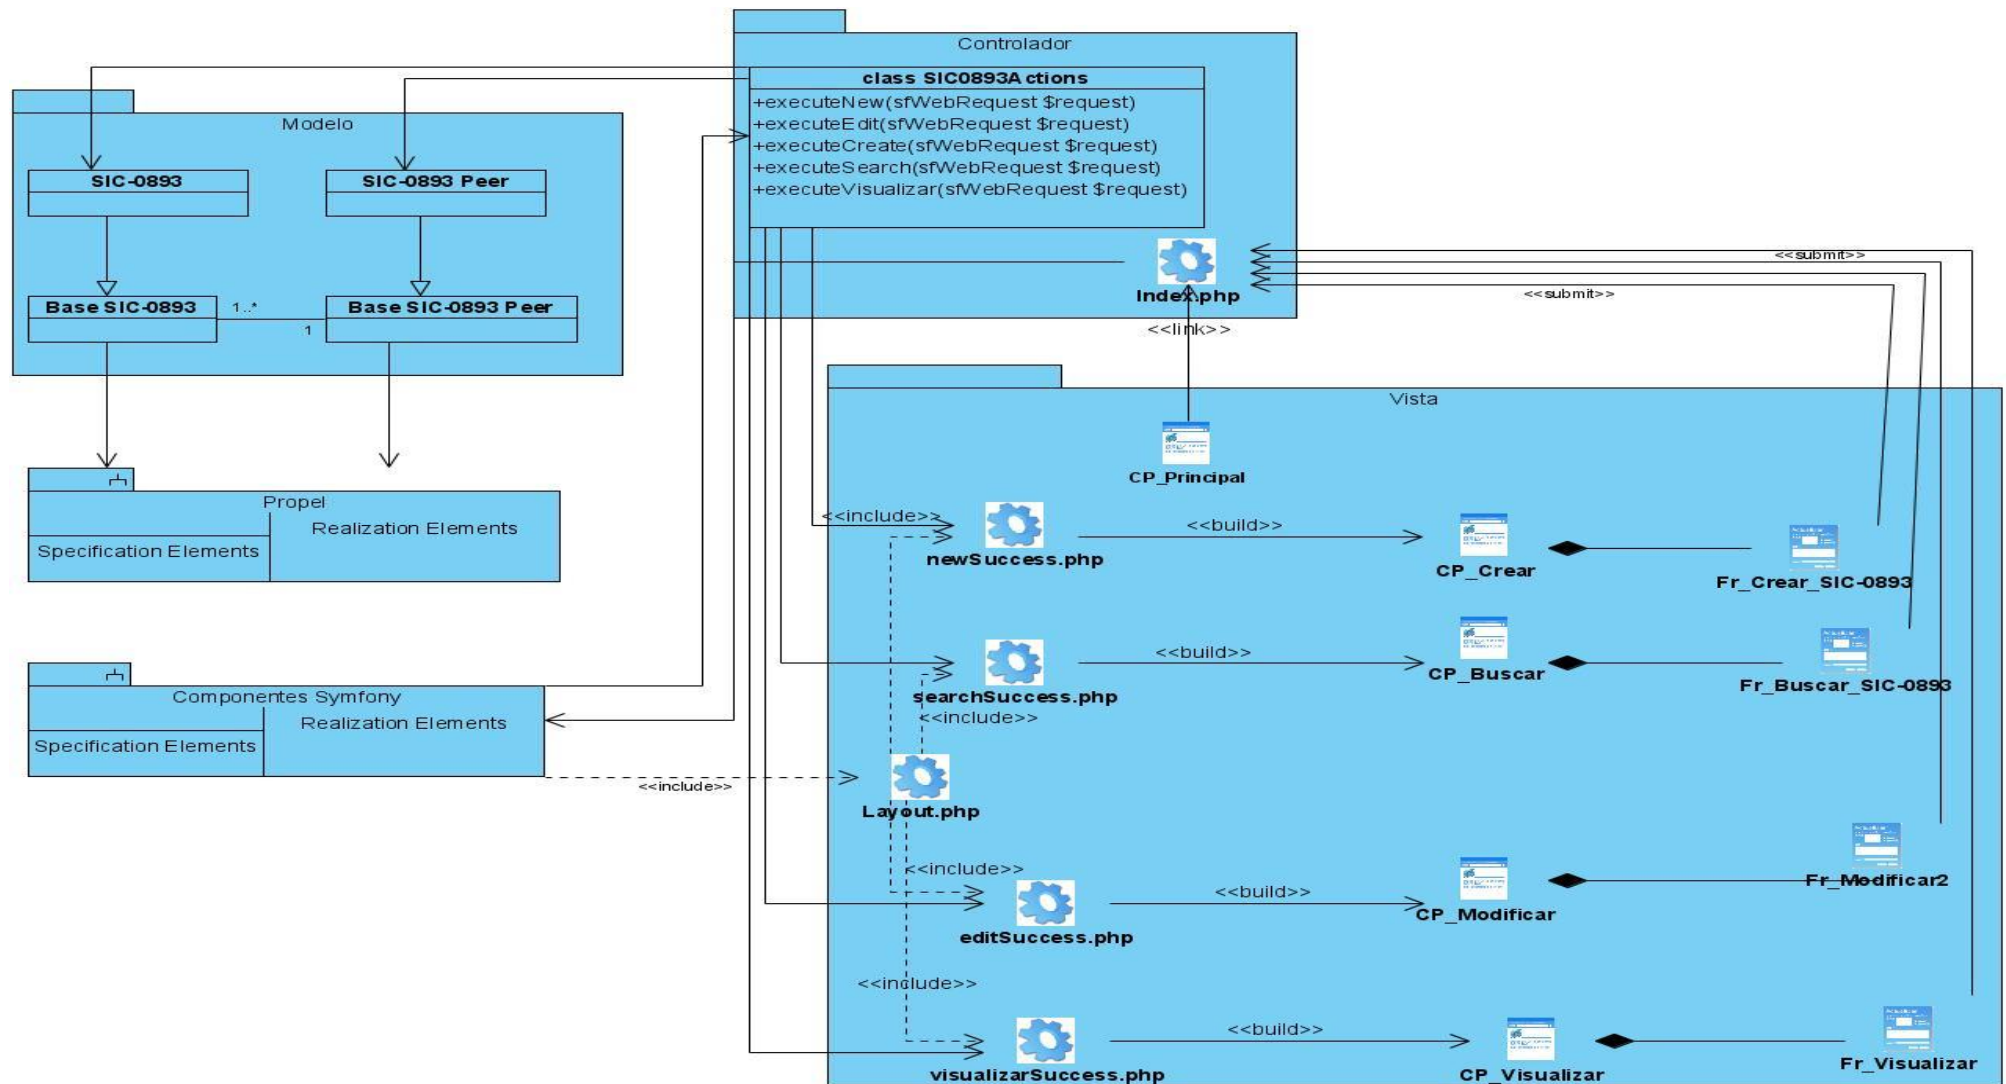 Controlador
class SIC0893Actions
+executeNew(sfWebRequest $request)
+executeEdit(sfWebRequest $request)
+executeCreate(sfWebRequest $request)
+executeSearch(sfWebRequest $request)
+executeVisualizar(sfWebRequest $request)
Index.php
<<link>>
<<submit>>
<<submit>>
Modelo
SIC-0893
SIC-0893 Peer
Base SIC-0893
1..*
1
Base SIC-0893 Peer
Propel
Specification Elements
Realization Elements
Componentes Symfony
Specification Elements
Realization Elements
<<include>>
Vista
CP_Principal
<<include>>
newSuccess.php
<<build>>
CP_Crear
Fr_Crear_SIC-0893
searchSuccess.php
<<build>>
CP_Buscar
Fr_Buscar_SIC-0893
<<include>>
Layout.php
<<include>>
editSuccess.php
<<build>>
CP_Modificar
Fr_Modificar2
<<include>>
visualizarSuccess.php
<<build>>
CP_Visualizar
Fr_Visualizar